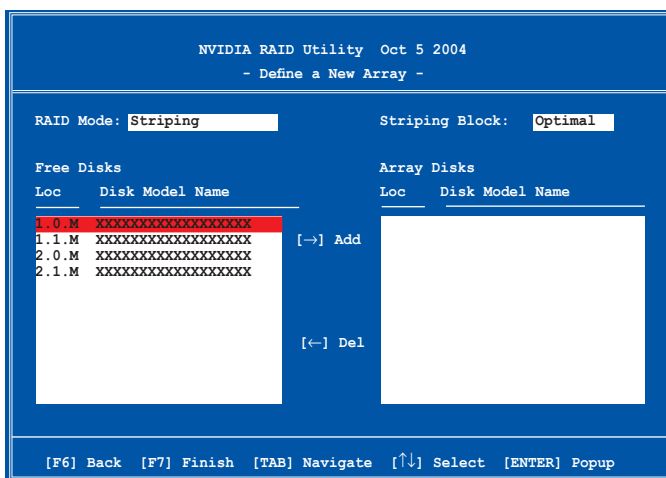 NVIDIA RAID Utility Oct 5 2004
- Define a New Array -
RAID Mode: Striping
Striping Block: Optimal
Free Disks
Loc Disk Model Name
1.0.M XXXXXXXXXXXXXXXXXX
1.1.M XXXXXXXXXXXXXXXXXX
2.0.M XXXXXXXXXXXXXXXXXX
2.1.M XXXXXXXXXXXXXXXXXX
[→] Add
[←] Del
Array Disks
Loc Disk Model Name
[F6] Back [F7] Finish [TAB] Navigate [↑↓] Select [ENTER] Popup